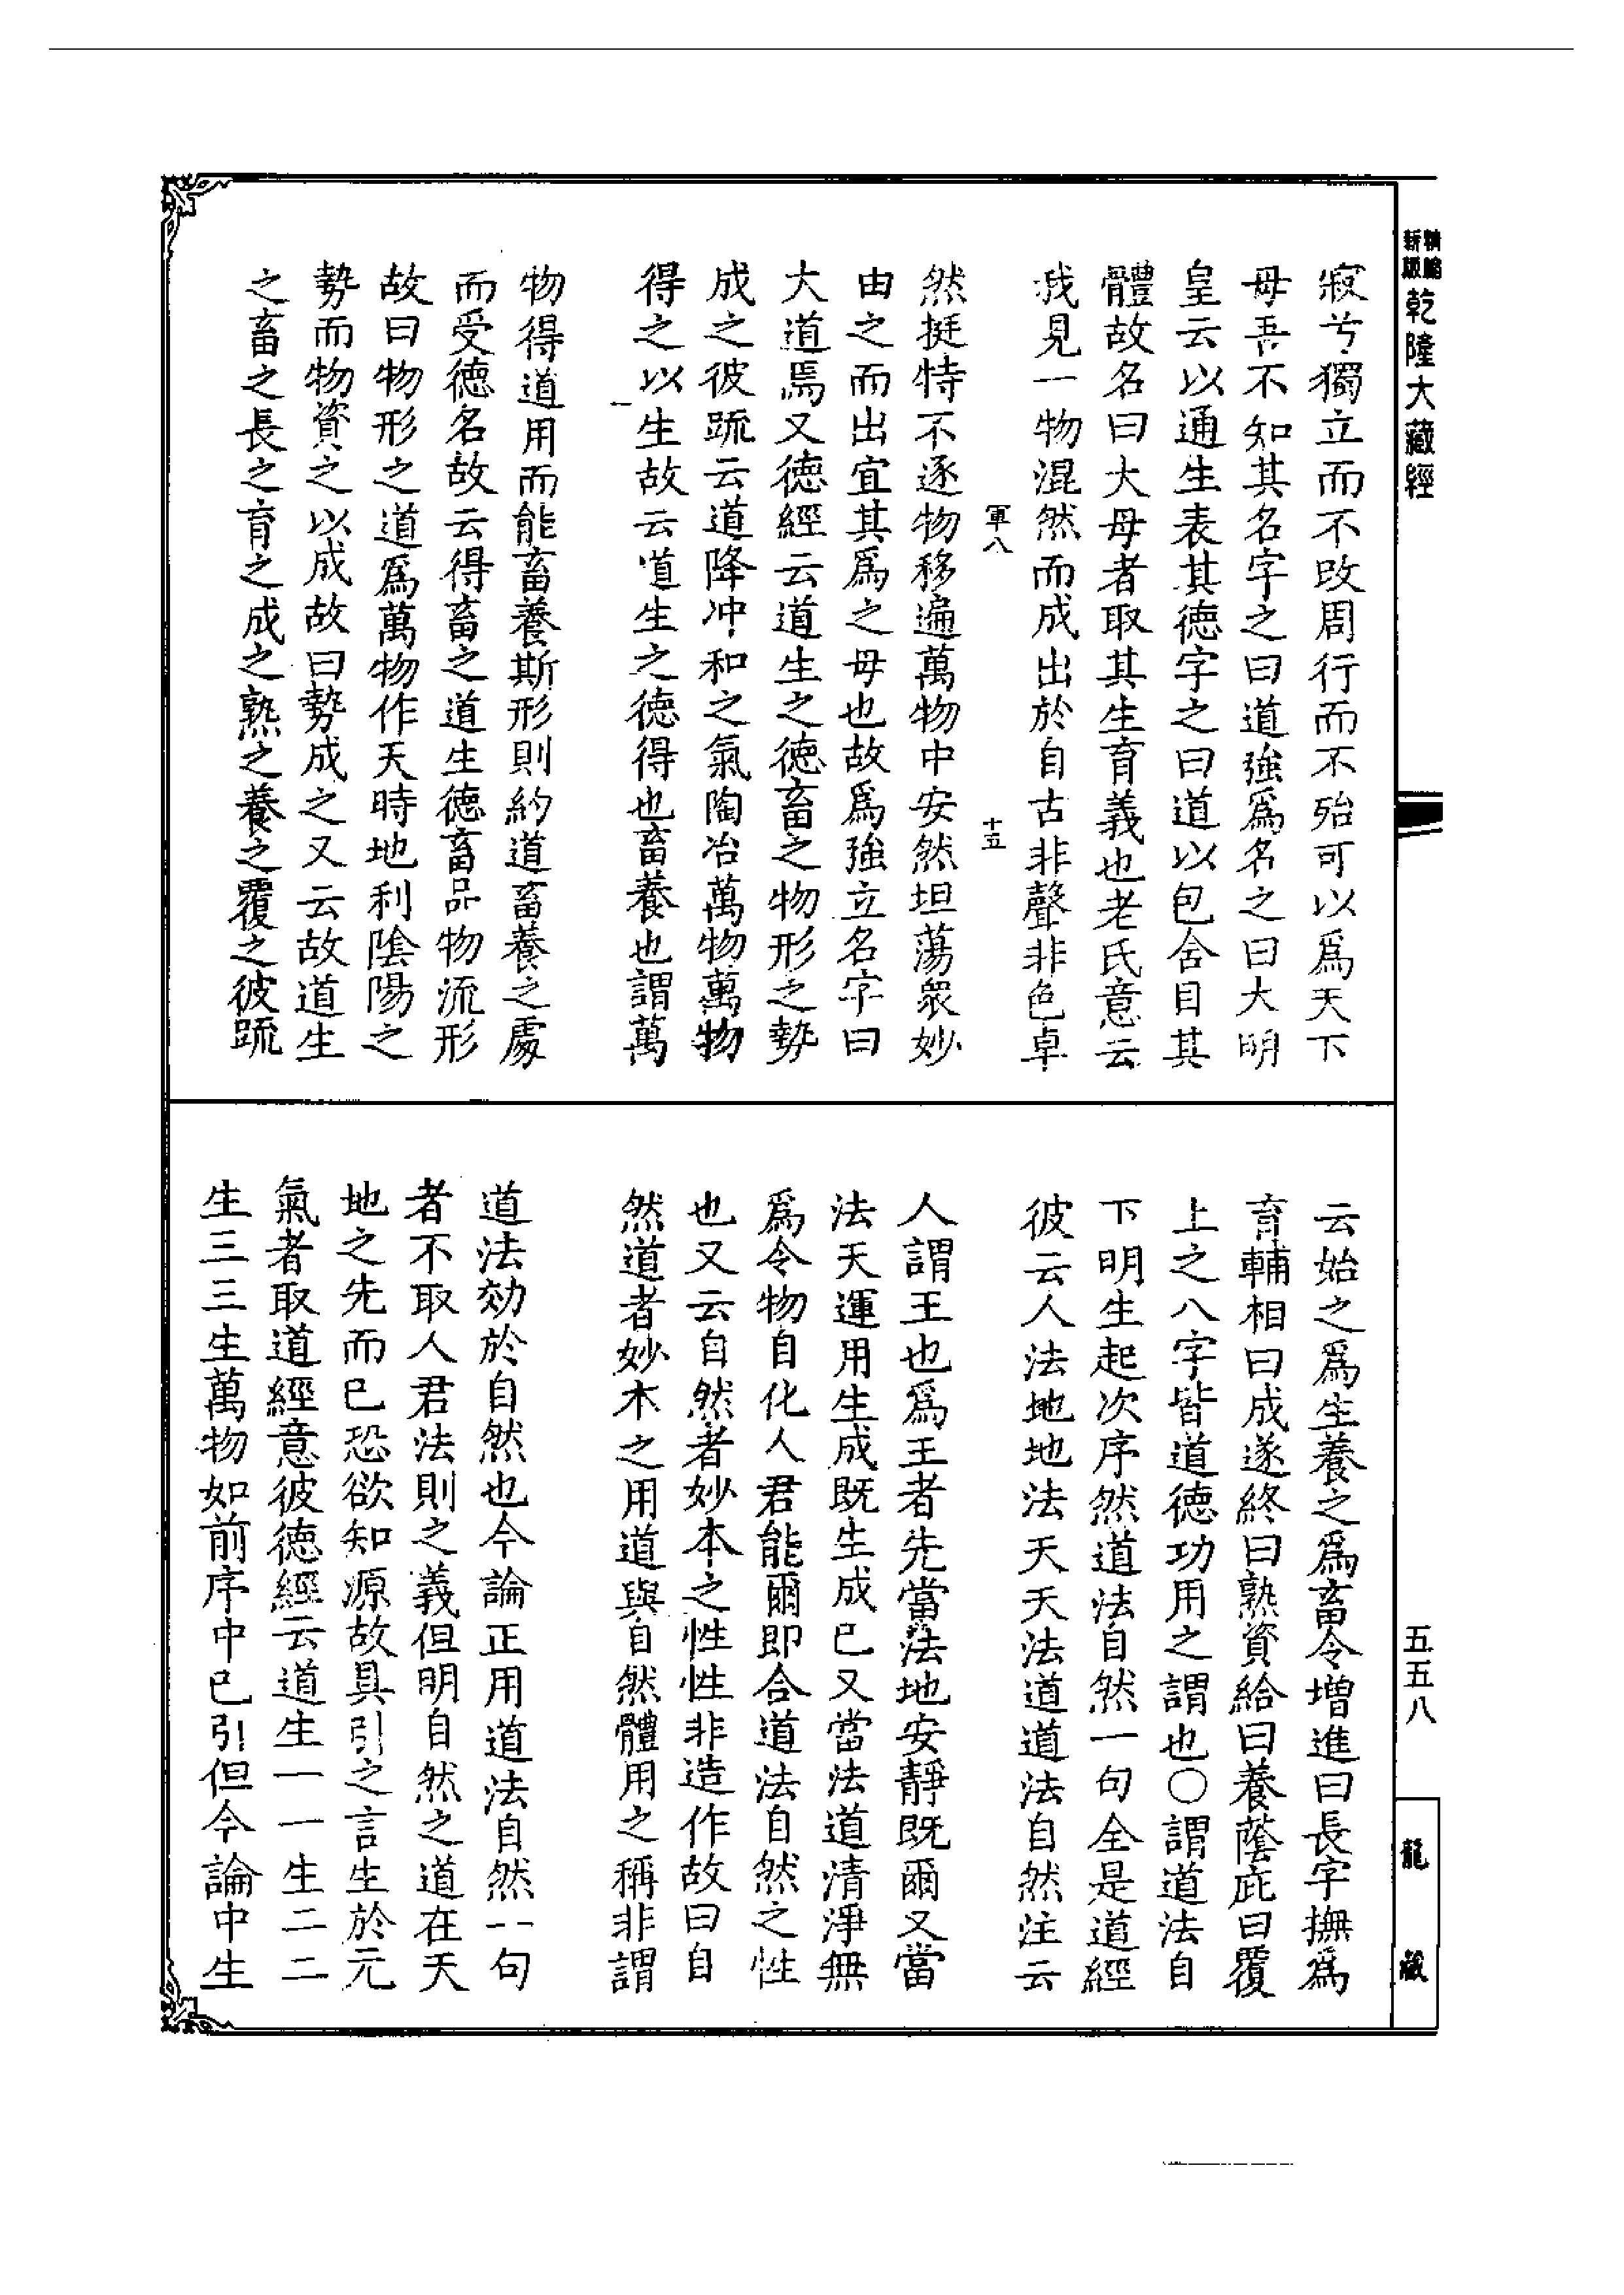 新版 精縮 乾隆大藏經
寂兮獨立而不改周行而不殆可以爲天下
母吾不知其名字之曰道強爲名之曰大明
皇云以通生表其德字之曰道以包含目其
體故名曰大母者取其生育義也老氏意云
我見一物混然而成出於自古非聲非色卓
軍八 十五
然挺特不逐物移遍萬物中安然坦蕩衆妙
由之而出宜其爲之母也故爲強立名字曰
大道焉又德經云道生之德畜之物形之勢
成之彼䟽云道降冲和之氣陶冶萬物萬物
得之以生故云道生之德得也畜養也謂萬
物得道用而能畜養斯形則約道畜養之處
而受德名故云得畜之道生德畜品物流形
故曰物形之道爲萬物作天時地利陰陽之
勢而物資之以成故曰勢成之又云故道生
之畜之長之育之成之熟之養之覆之彼䟽
云始之爲生養之爲畜令增進曰長字撫爲
育輔相曰成遂終曰熟資給曰養蔭庇曰覆
上之八字皆道德功用之謂也○謂道法自
下明生起次序然道法自然一句全是道經
彼云人法地地法天天法道道法自然注云
人謂王也爲王者先當法地安靜既爾又當
法天運用生成既生成已又當法道清淨無
爲令物自化人君能爾即合道法自然之性
也又云自然者妙本之性性非造作故曰自
然道者妙木之用道與自然體用之稱非謂
道法効於自然也今論正用道法自然一句
者不取人君法則之義但明自然之道在天
地之先而已恐欲知源故具引之言生於元
氣者取道經意彼德經云道生一一生二二
生三三生萬物如前序中已引但今論中生
五五八
龍藏